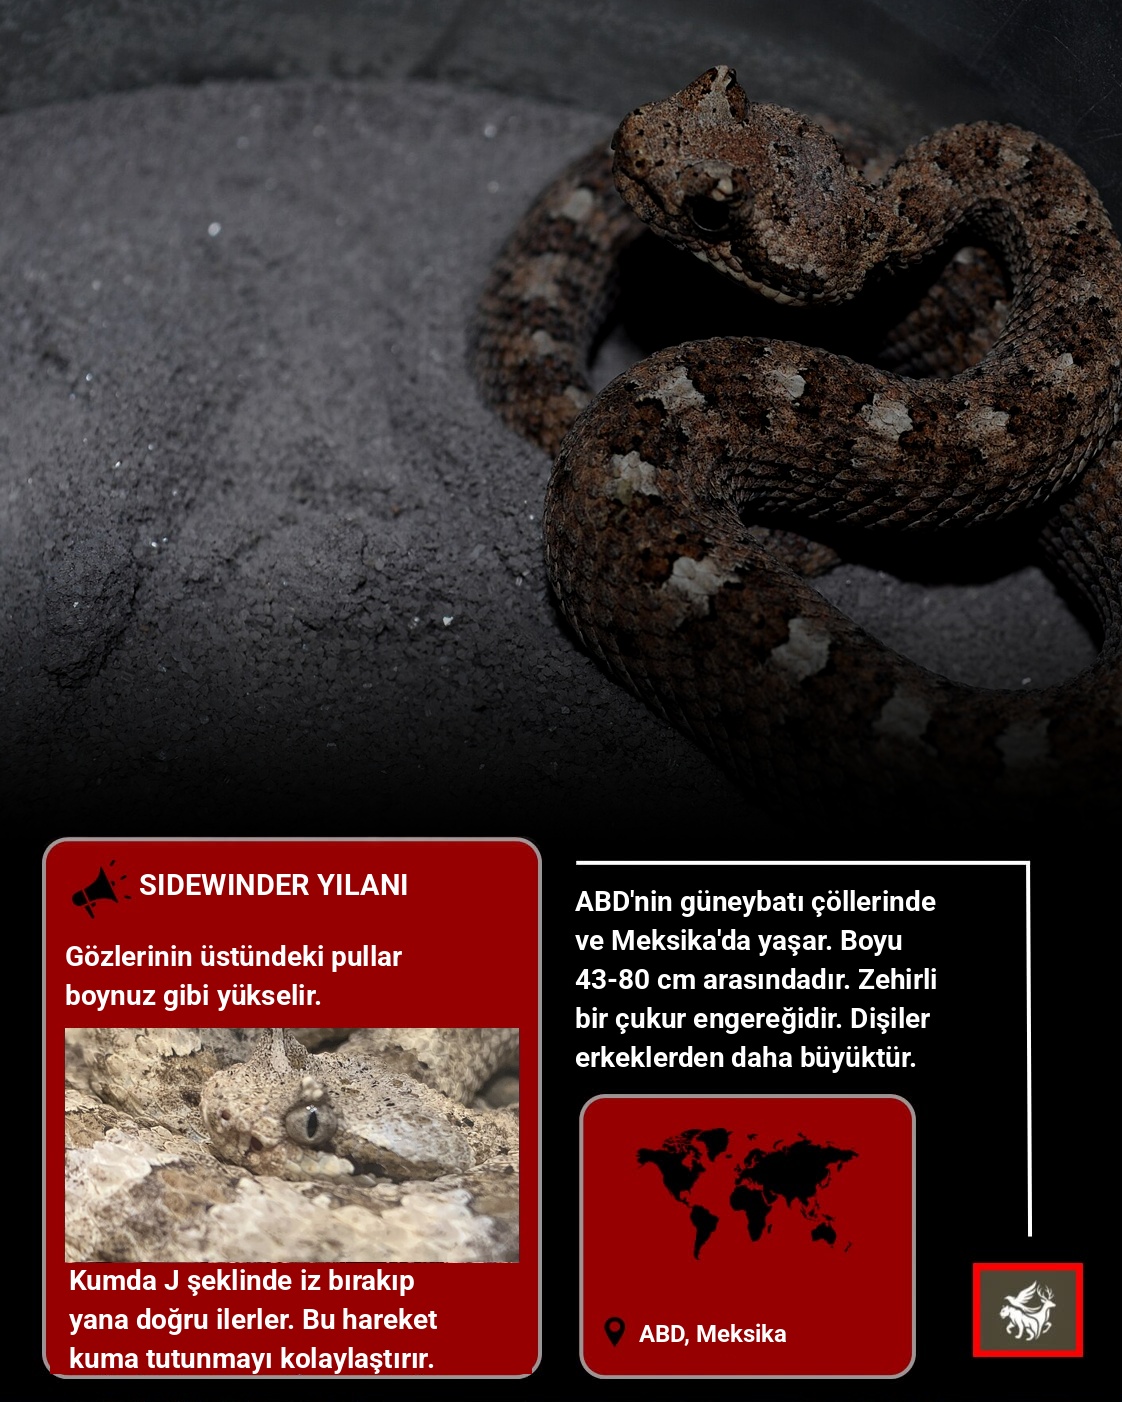 SIDEWINDER YILANI
Gözlerinin üstündeki pullar
boynuz gibi yükselir.
Kumda J şeklinde iz bırakıp
yana doğru ilerler. Bu hareket
kuma tutunmayı kolaylaştırır.
ABD'nin güneybatı çöllerinde
ve Meksika'da yaşar. Boyu
43-80 cm arasındadır. Zehirli
bir çukur engereğidir. Dişiler
erkeklerden daha büyüktür.
ABD, Meksika